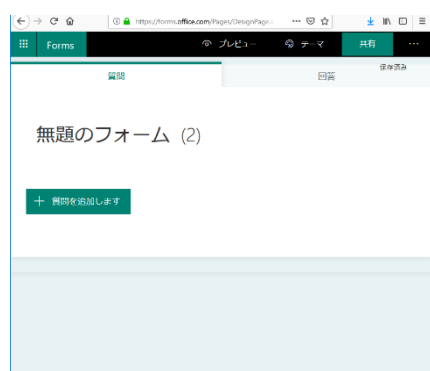 https://forms.office.com/Pages/DesignPage.
Forms
プレビュー
テーマ
共有
保存済み
質問
回答
無題のフォーム (2)
質問を追加します